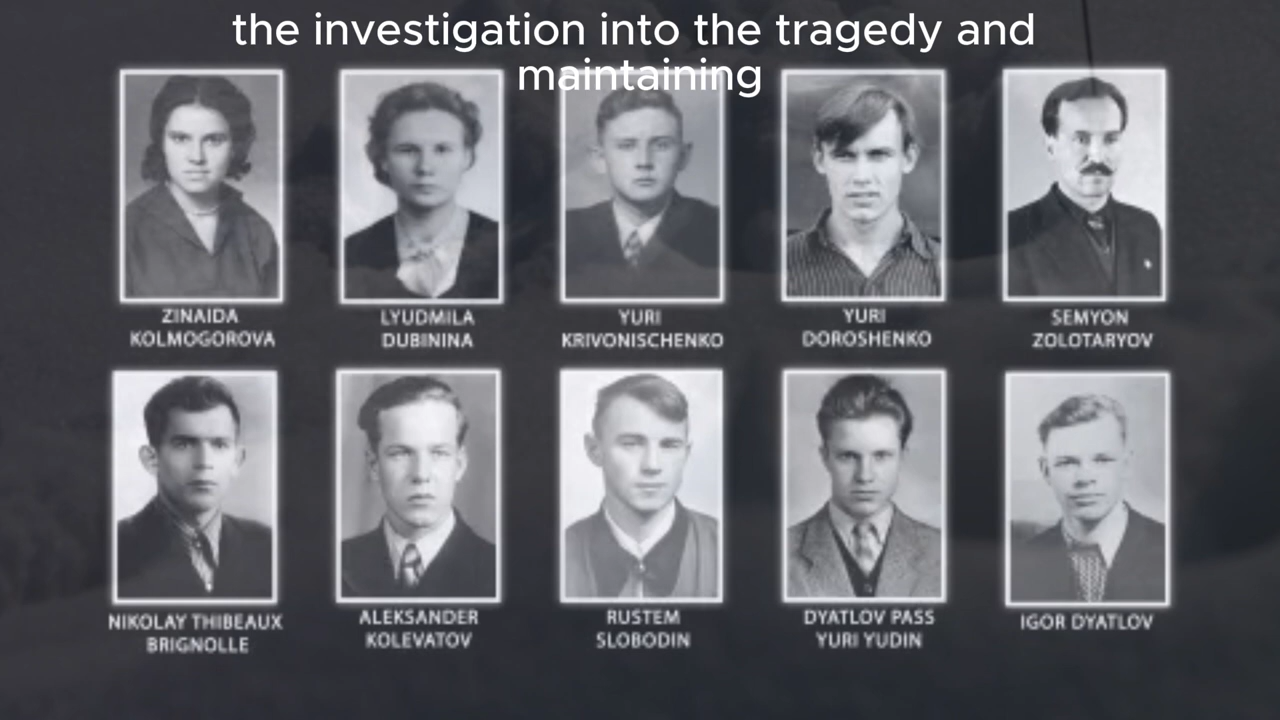 the investigation into the tragedy and
maintaining
ZINAIDA
KOLMOGOROVA
LYUDMILA
DUBININA
YURI
KRIVONISCHENKO
YURI
DOROSHENKO
SEMYON
ZOLOTARYOV
NIKOLAY THIBEAUX
BRIGNOLLE
ALEKSANDER
KOLEVATOV
RUSTEM
SLOBODIN
DYATLOV PASS
YURI YUDIN
IGOR DYATLOV